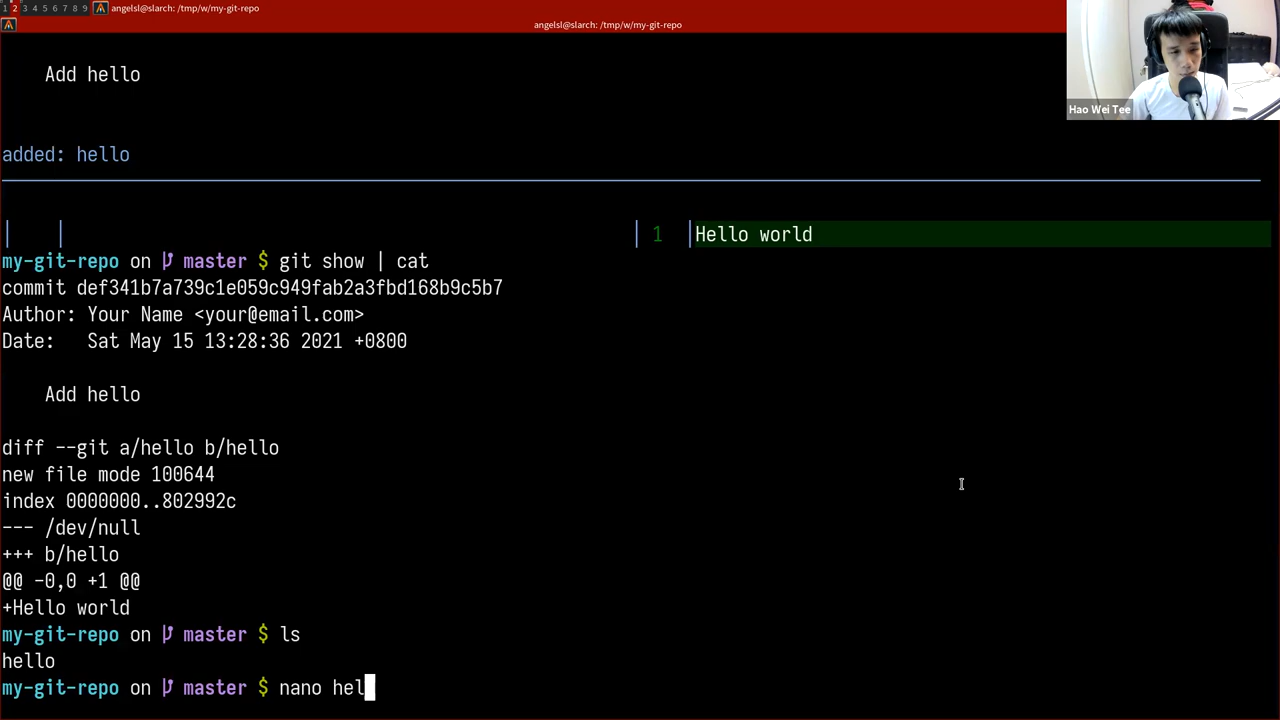 1 2 3 4 5 6 7 8 9 angelsl@slarch: /tmp/w/my-git-repo
angelsl@slarch: /tmp/w/my-git-repo
Hao Wei Tee
Add hello
added: hello
1 Hello world
my-git-repo on master $ git show | cat
commit def341b7a739c1e059c949fab2a3fbd168b9c5b7
Author: Your Name <your@email.com>
Date: Sat May 15 13:28:36 2021 +0800
Add hello
diff --git a/hello b/hello
new file mode 100644
index 0000000..802992c
--- /dev/null
+++ b/hello
@@ -0,0 +1 @@
+Hello world
my-git-repo on master $ ls
hello
my-git-repo on master $ nano hel